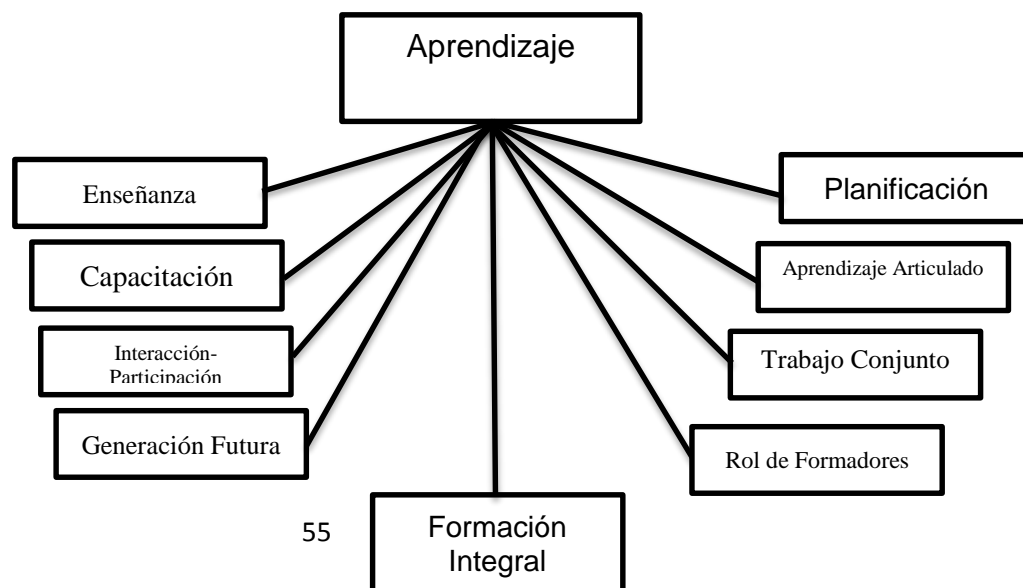 Aprendizaje
Enseñanza
Planificación
Capacitación
Aprendizaje Articulado
Interacción-
Participación
Trabajo Conjunto
Generación Futura
Rol de Formadores
55
Formación
Integral